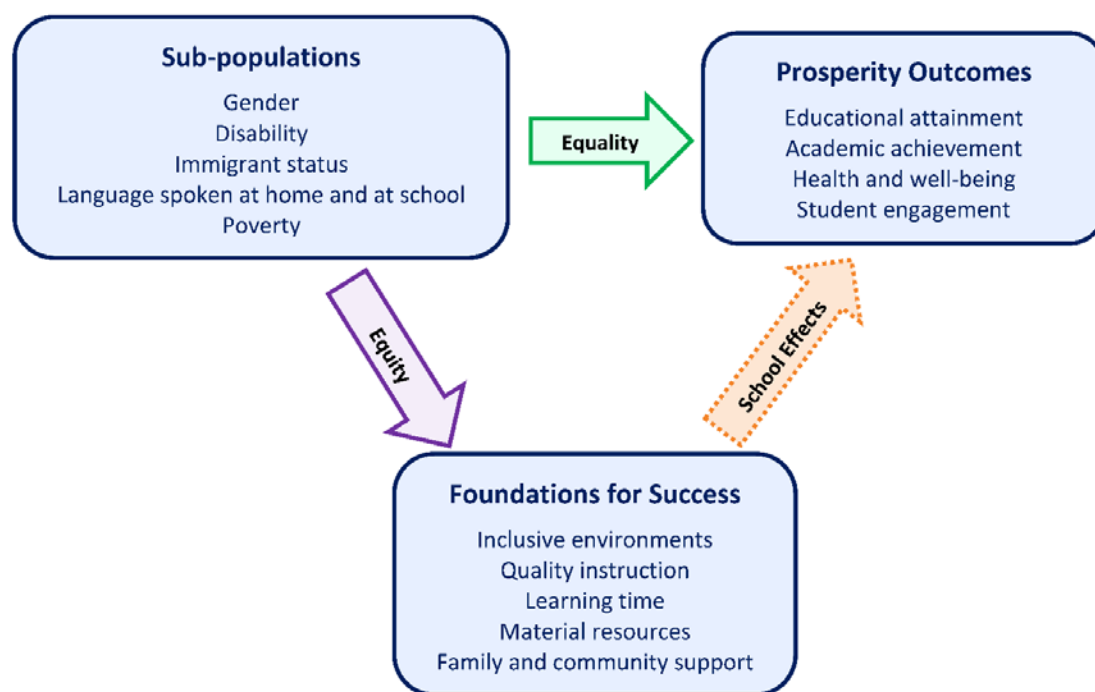 Sub-populations
Gender
Disability
Immigrant status
Language spoken at home and at school
Poverty
Equality
Prosperity Outcomes
Educational attainment
Academic achievement
Health and well-being
Student engagement
Equity
School Effects
Foundations for Success
Inclusive environments
Quality instruction
Learning time
Material resources
Family and community support